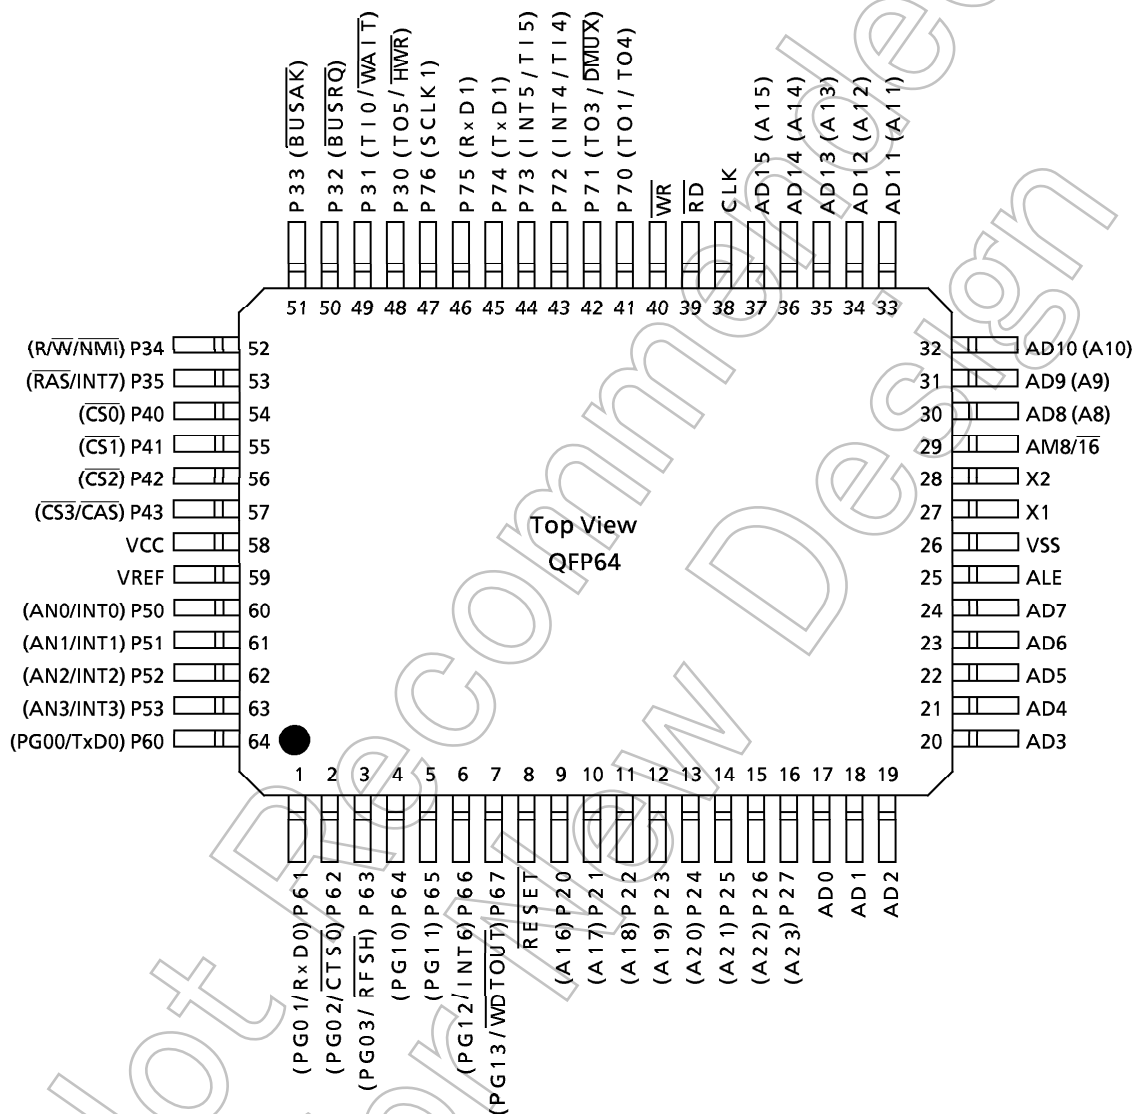 P33 (BUSAK)
P32 (BUSRQ)
P31 (TI0/WAIT)
P30 (TO5/HWR)
P76 (SCLK1)
P75 (RxD1)
P74 (TxD1)
P73 (INT5/TI5)
P72 (INT4/TI4)
P71 (TO3/DMUX)
P70 (TO1/TO4)
WR
RD
CLK
AD15 (A15)
AD14 (A14)
AD13 (A13)
AD12 (A12)
AD11 (A11)
51 50 49 48 47 46 45 44 43 42 41 40 39 38 37 36 35 34 33
(R/W/NMI) P34 52
(RAS/INT7) P35 53
(CS0) P40 54
(CS1) P41 55
(CS2) P42 56
(CS3/CAS) P43 57
VCC 58
VREF 59
(AN0/INT0) P50 60
(AN1/INT1) P51 61
(AN2/INT2) P52 62
(AN3/INT3) P53 63
(PG00/TxD0) P60 64
Top View
QFP64
32 AD10 (A10)
31 AD9 (A9)
30 AD8 (A8)
29 AM8/16
28 X2
27 X1
26 VSS
25 ALE
24 AD7
23 AD6
22 AD5
21 AD4
20 AD3
1 2 3 4 5 6 7 8 9 10 11 12 13 14 15 16 17 18 19
(PG01/RxD0) P61
(PG02/CTS0) P62
(PG03/RFSH) P63
(PG10) P64
(PG11) P65
(PG12/INT6) P66
(PG13/WDTOUT) P67
RESET
(A16) P20
(A17) P21
(A18) P22
(A19) P23
(A20) P24
(A21) P25
(A22) P26
(A23) P27
AD0
AD1
AD2
Not Recommended
for New Design